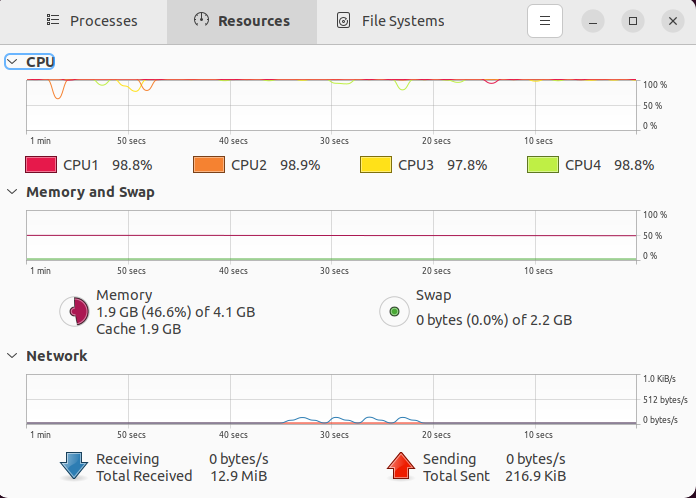 Processes Resources File Systems
CPU
100 %
50 %
0 %
1 min 50 secs 40 secs 30 secs 20 secs 10 secs
CPU1 98.8% CPU2 98.9% CPU3 97.8% CPU4 98.8%
Memory and Swap
100 %
50 %
0 %
1 min 50 secs 40 secs 30 secs 20 secs 10 secs
Memory
1.9 GB (46.6%) of 4.1 GB
Cache 1.9 GB
Swap
0 bytes (0.0%) of 2.2 GB
Network
1.0 KiB/s
512 bytes/s
0 bytes/s
1 min 50 secs 40 secs 30 secs 20 secs 10 secs
Receiving 0 bytes/s
Total Received 12.9 MiB
Sending 0 bytes/s
Total Sent 216.9 KiB